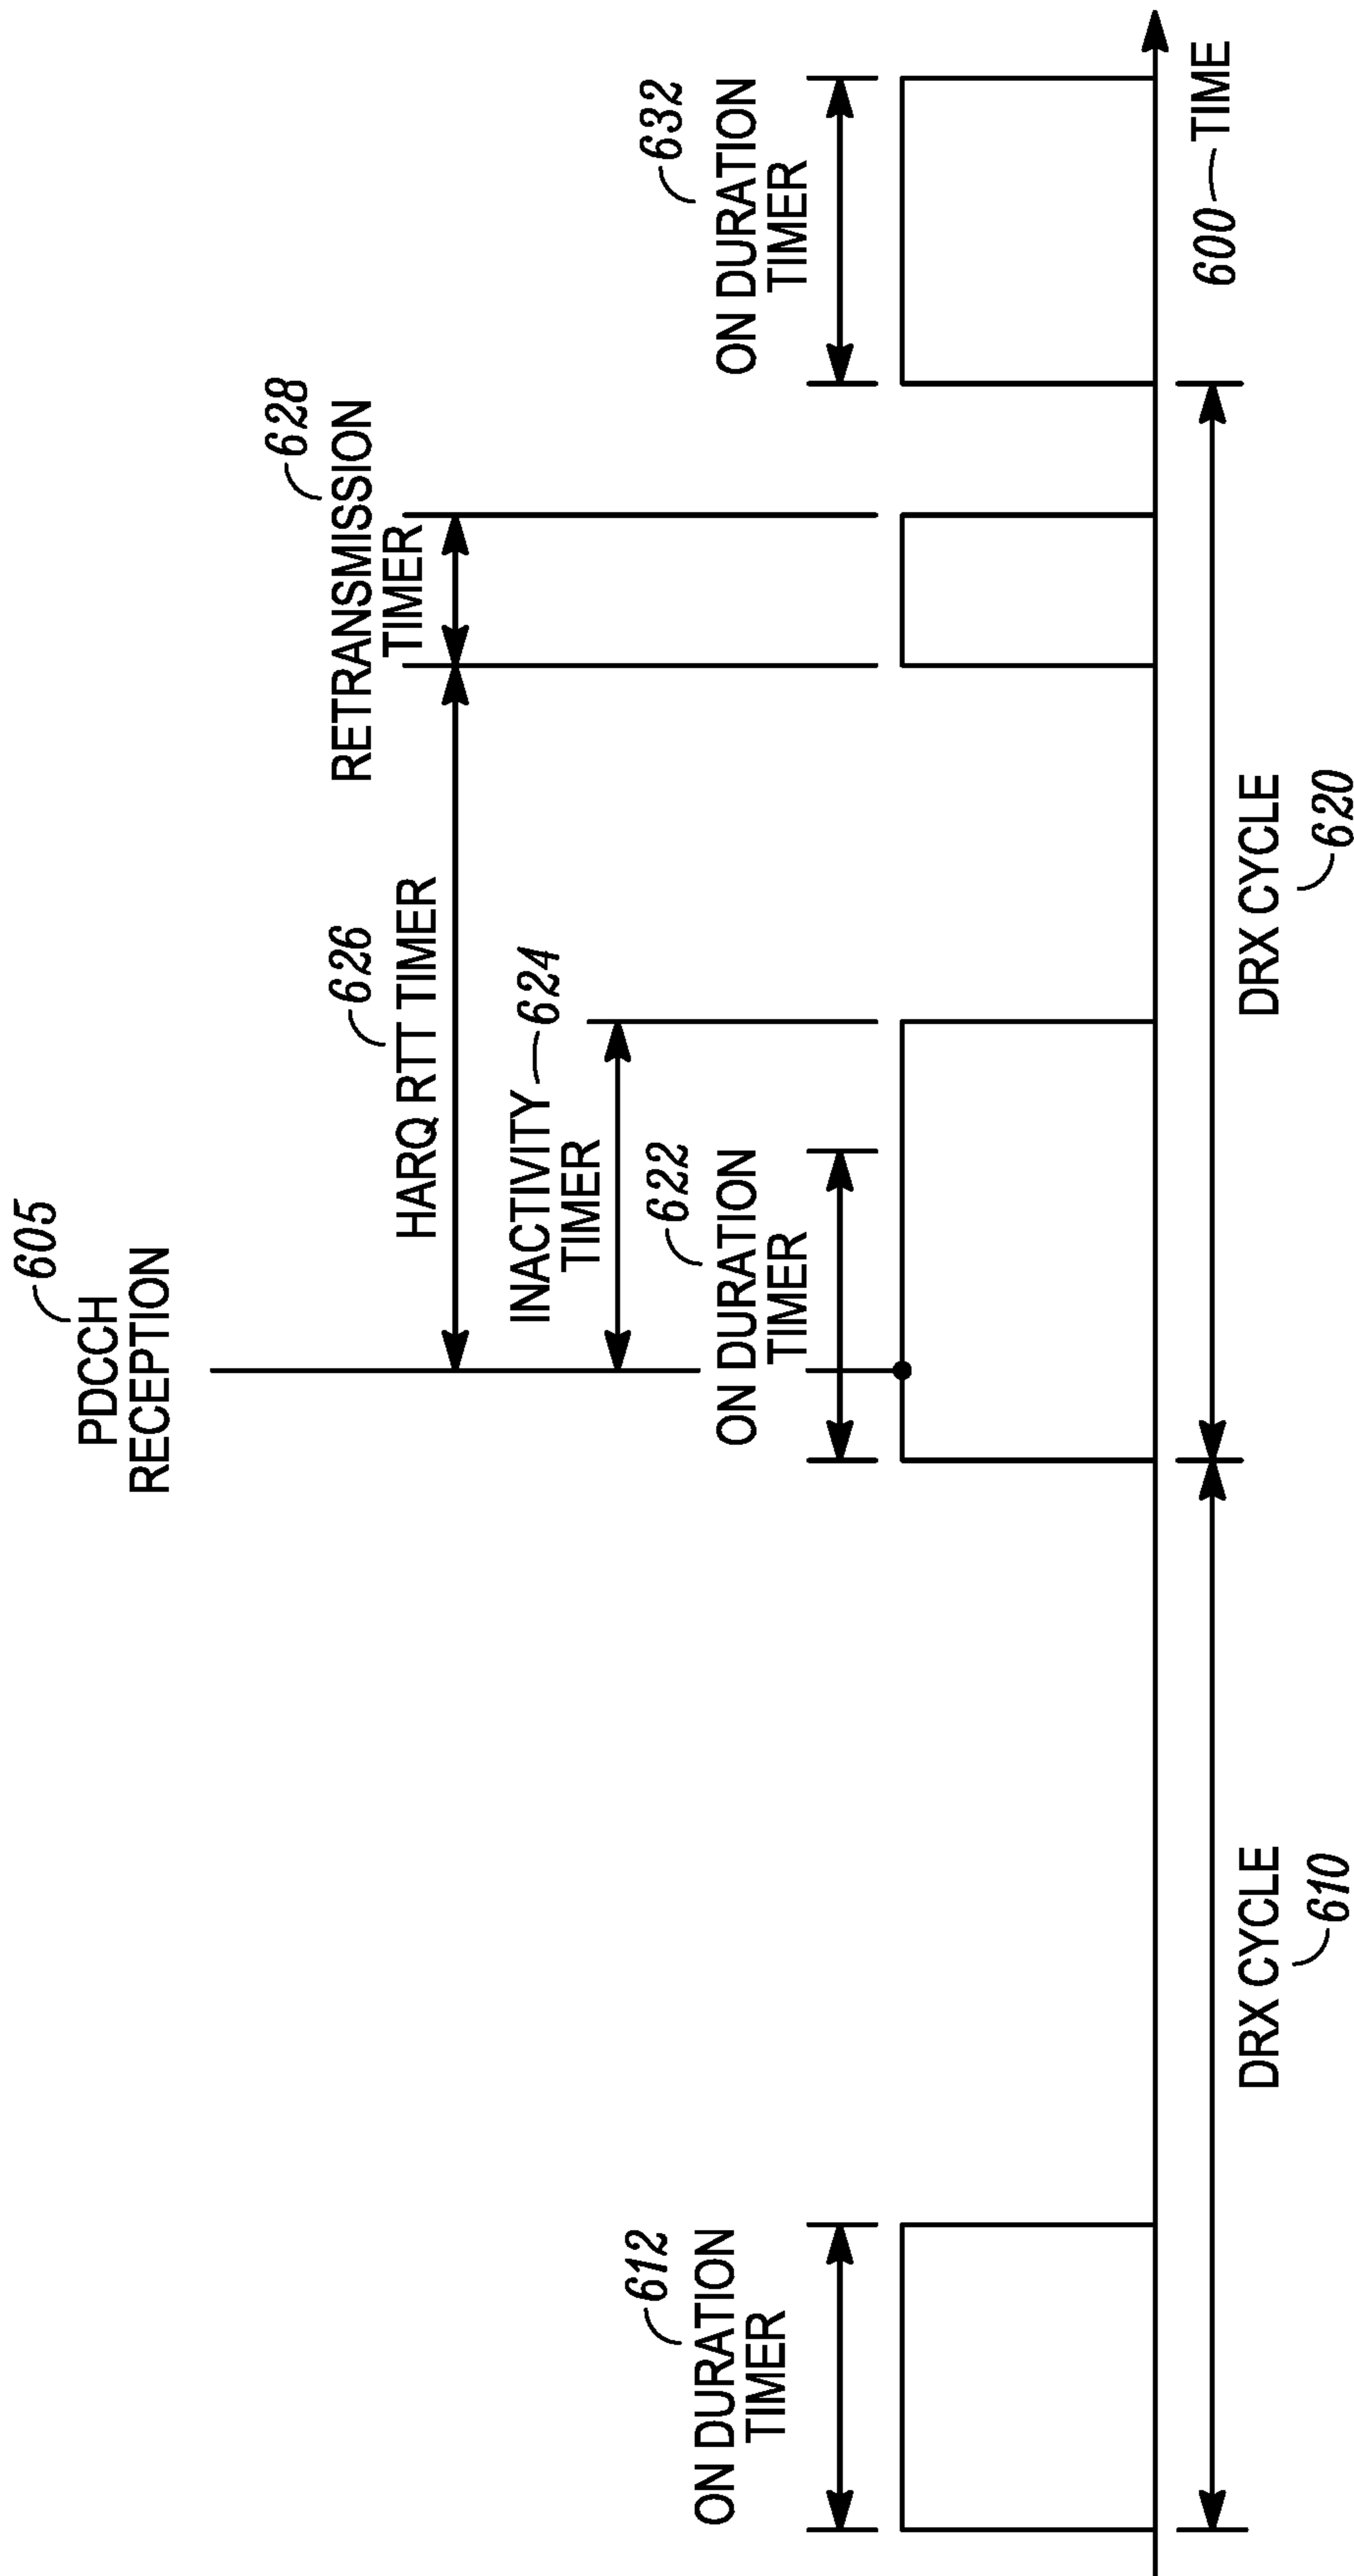 605
PDCCH
RECEPTION
628
RETRANSMISSION
TIMER
626
HARQ RTT TIMER
INACTIVITY 624
TIMER
612
ON DURATION
TIMER
622
ON DURATION
TIMER
632
ON DURATION
TIMER
600 TIME
DRX CYCLE
610
DRX CYCLE
620